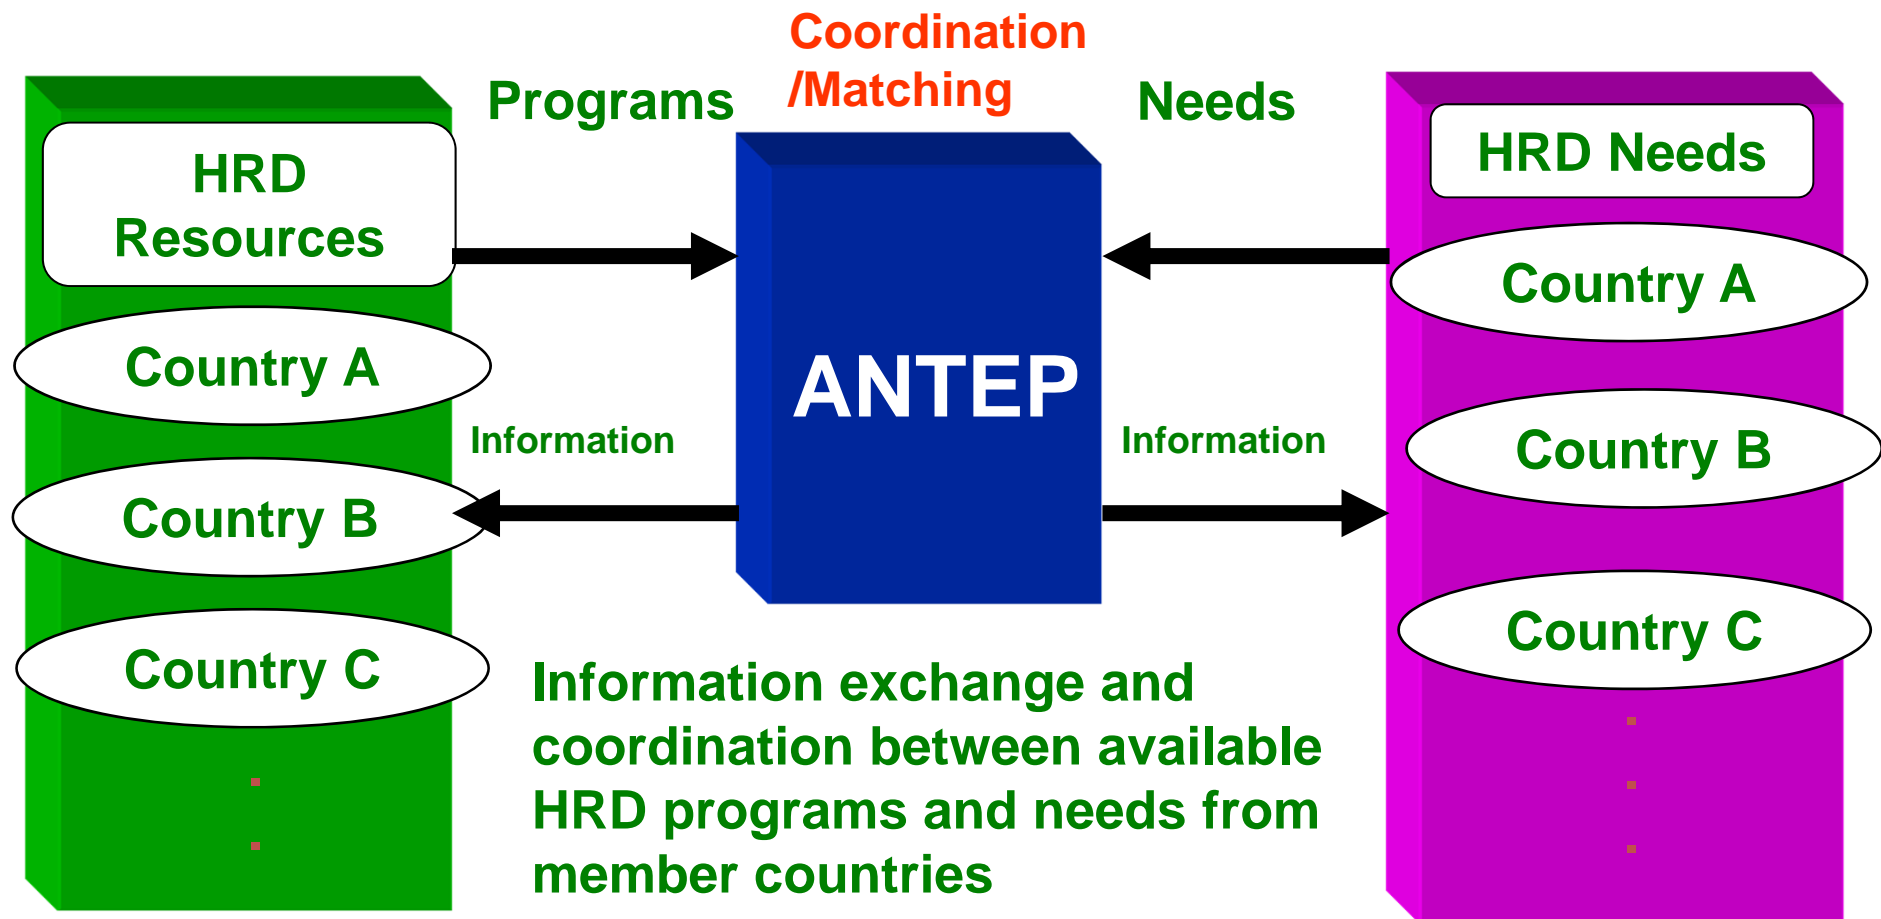 Coordination
/Matching
Programs
Needs
HRD
Resources
HRD Needs
Country A
Country B
Country C
.
.
Information
ANTEP
Information
Country A
Country B
Country C
.
.
.
Information exchange and
coordination between available
HRD programs and needs from
member countries